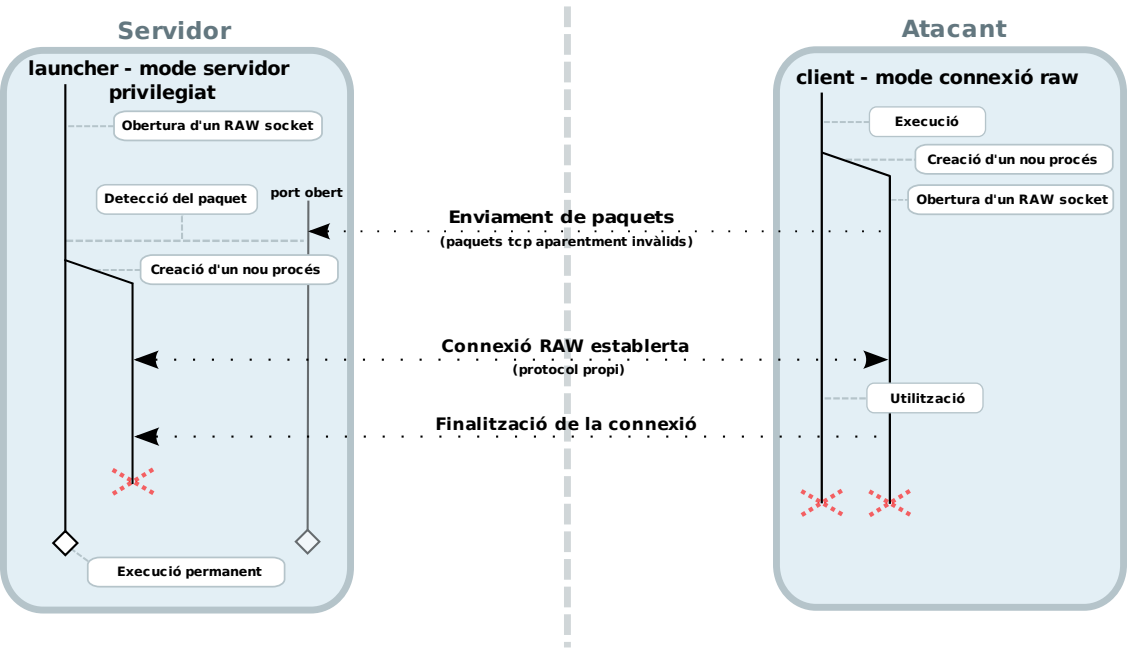 Servidor
launcher - mode servidor
privilegiat
Obertura d'un RAW socket
Detecció del paquet
port obert
Creació d'un nou procés
Execució permanent
Enviament de paquets
(paquets tcp aparentment invàlids)
Connexió RAW establerta
(protocol propi)
Finalització de la connexió
Atacant
client - mode connexió raw
Execució
Creació d'un nou procés
Obertura d'un RAW socket
Utilització